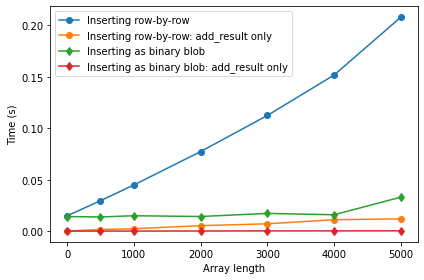 Inserting row-by-row
Inserting row-by-row: add_result only
Inserting as binary blob
Inserting as binary blob: add_result only
Time (s)
0.20
0.15
0.10
0.05
0.00
0 1000 2000 3000 4000 5000
Array length